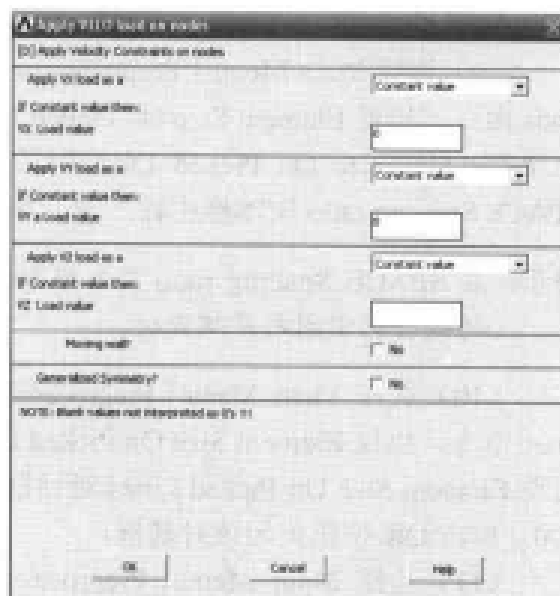 Apply VELO load on nodes
[D] Apply Velocity Constraints on nodes
Apply VX load as a
Constant value
If Constant value then:
VX Load value
0
Apply VY load as a
Constant value
If Constant value then:
VY a Load value
0
Apply VZ load as a
Constant value
If Constant value then:
VZ Load value
Moving wall?
No
Generalized Symmetry?
No
NOTE: Blank values not interpreted as 0's !!!
OK
Cancel
Help